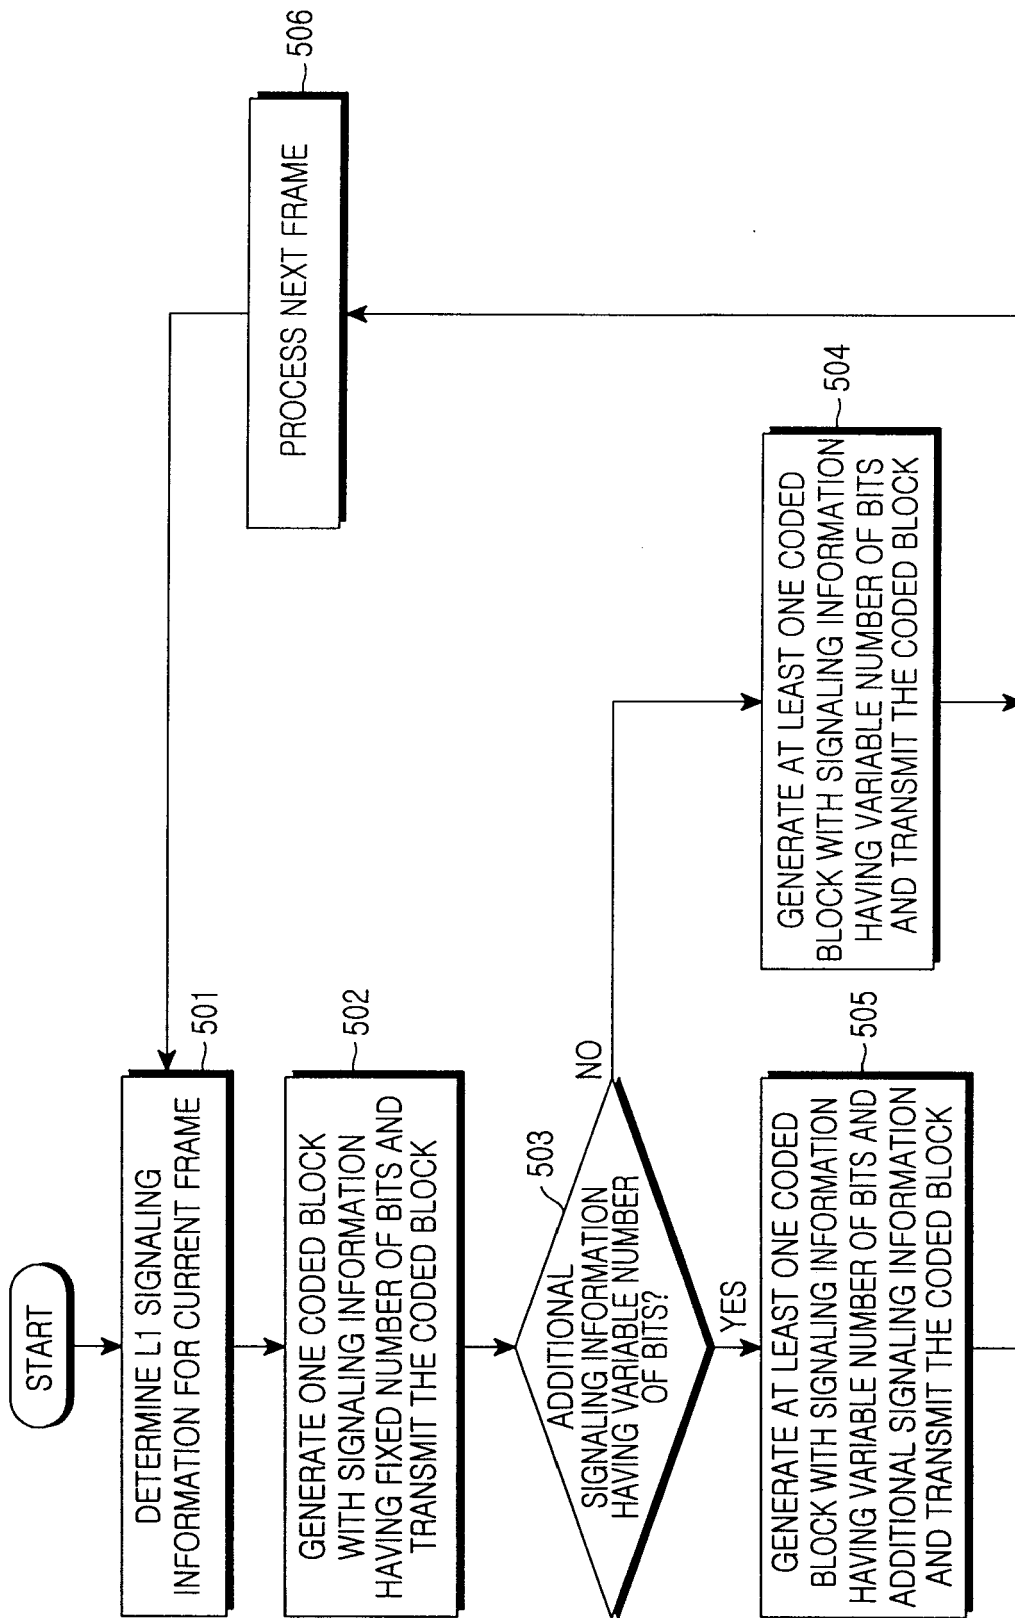 START
DETERMINE L1 SIGNALING
INFORMATION FOR CURRENT FRAME
501
GENERATE ONE CODED BLOCK
WITH SIGNALING INFORMATION
HAVING FIXED NUMBER OF BITS AND
TRANSMIT THE CODED BLOCK
502
ADDITIONAL
SIGNALING INFORMATION
HAVING VARIABLE NUMBER
OF BITS?
503
NO
YES
GENERATE AT LEAST ONE CODED
BLOCK WITH SIGNALING INFORMATION
HAVING VARIABLE NUMBER OF BITS
AND TRANSMIT THE CODED BLOCK
504
GENERATE AT LEAST ONE CODED
BLOCK WITH SIGNALING INFORMATION
HAVING VARIABLE NUMBER OF BITS AND
ADDITIONAL SIGNALING INFORMATION
AND TRANSMIT THE CODED BLOCK
505
PROCESS NEXT FRAME
506